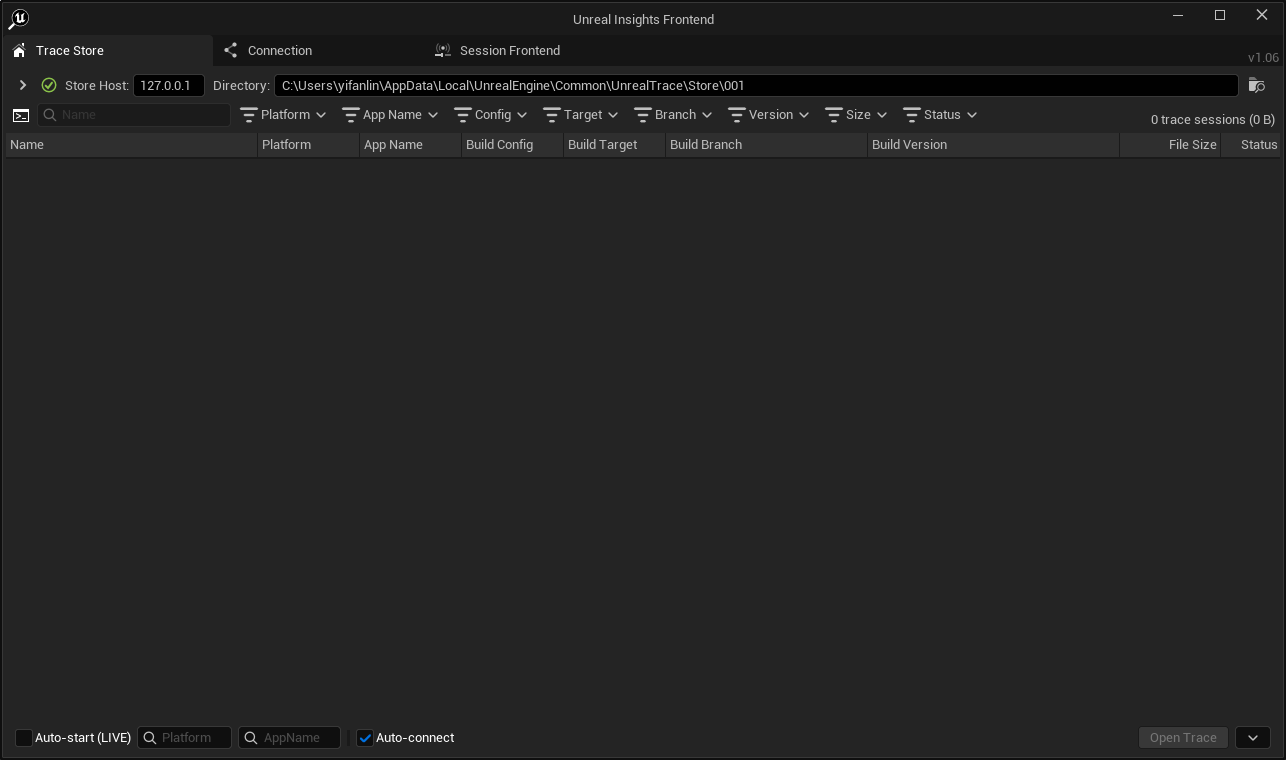 Unreal Insights Frontend
Trace Store Connection Session Frontend
v1.06
Store Host: 127.0.0.1 Directory: C:\Users\yifanlin\AppData\Local\UnrealEngine\Common\UnrealTrace\Store\001
Name Platform App Name Config Target Branch Version Size Status 0 trace sessions (0 B)
Name Platform App Name Build Config Build Target Build Branch Build Version File Size Status
Auto-start (LIVE) Platform AppName Auto-connect Open Trace